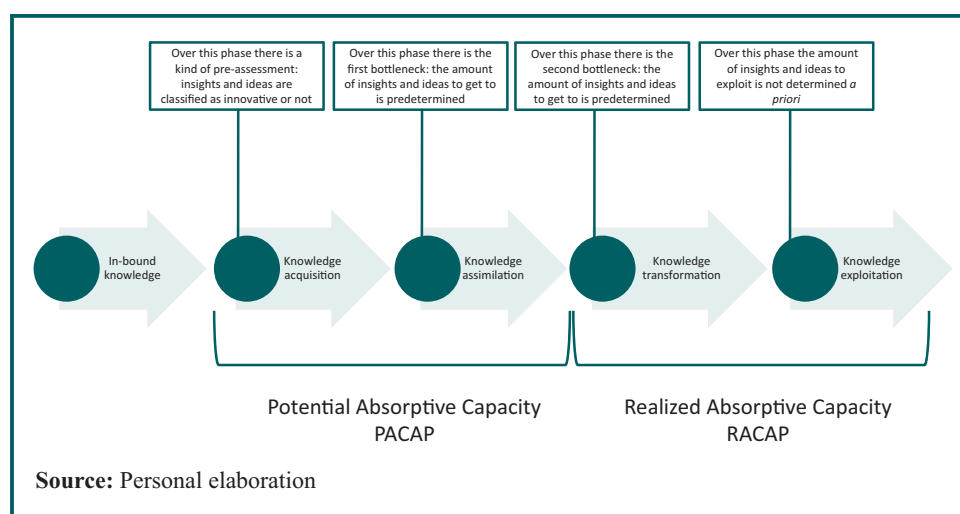 Over this phase there is a
kind of pre-assessment:
insights and ideas are
classified as innovative or not
Over this phase there is the
first bottleneck: the amount
of insights and ideas to get to
is predetermined
Over this phase there is the
second bottleneck: the
amount of insights and ideas
to get to is predetermined
Over this phase the amount
of insights and ideas to
exploit is not determined a
priori
In-bound
knowledge
Knowledge
acquisition
Knowledge
assimilation
Knowledge
transformation
Knowledge
exploitation
Potential Absorptive Capacity
PACAP
Realized Absorptive Capacity
RACAP
Source: Personal elaboration